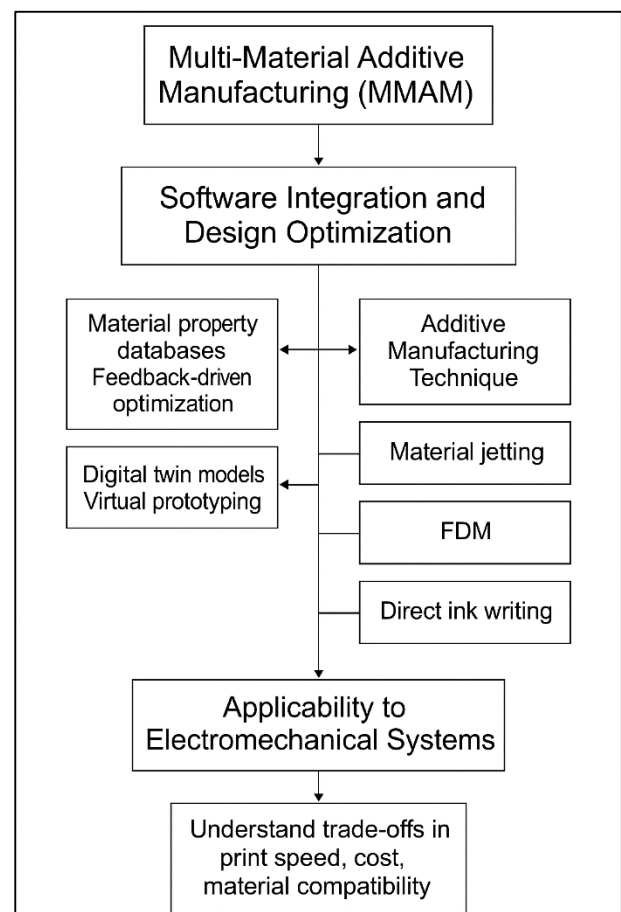 Multi-Material Additive
Manufacturing (MMAM)
Software Integration and
Design Optimization
Material property
databases
Feedback-driven
optimization
Additive
Manufacturing
Technique
Digital twin models
Virtual prototyping
Material jetting
FDM
Direct ink writing
Applicability to
Electromechanical Systems
Understand trade-offs in
print speed, cost,
material compatibility